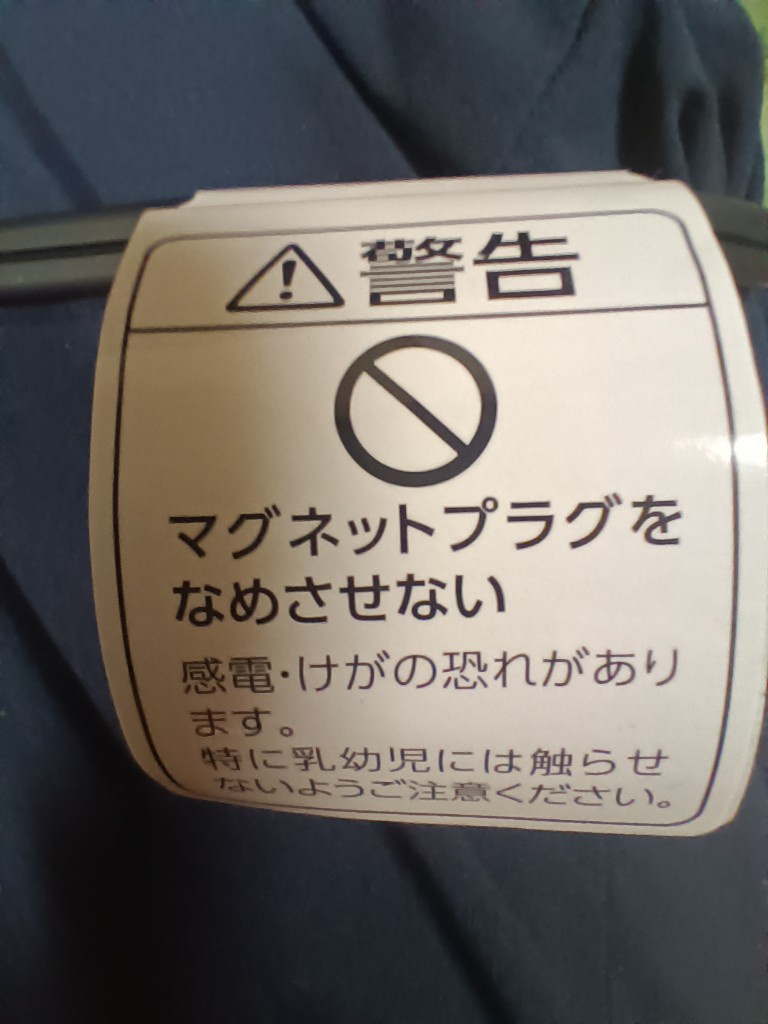 警告
マグネットプラグを
なめさせない
感電・けがの恐れがあり
ます。
特に乳幼児には触らせ
ないようご注意ください。